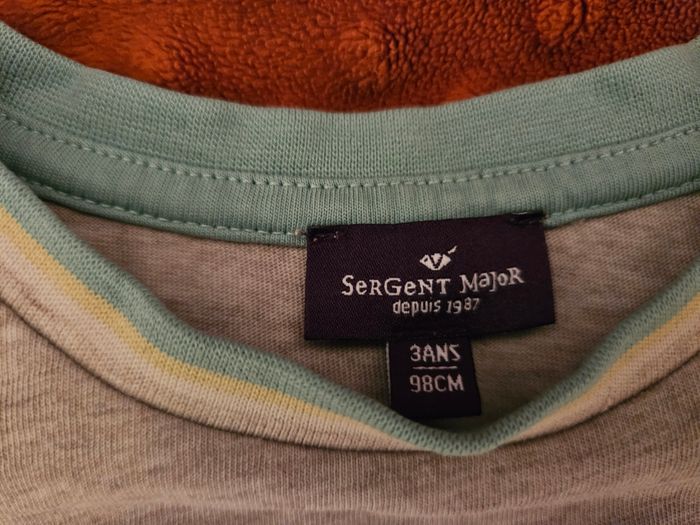 SeRGeNT MaJoR
depuis 1987
3ANS
98CM